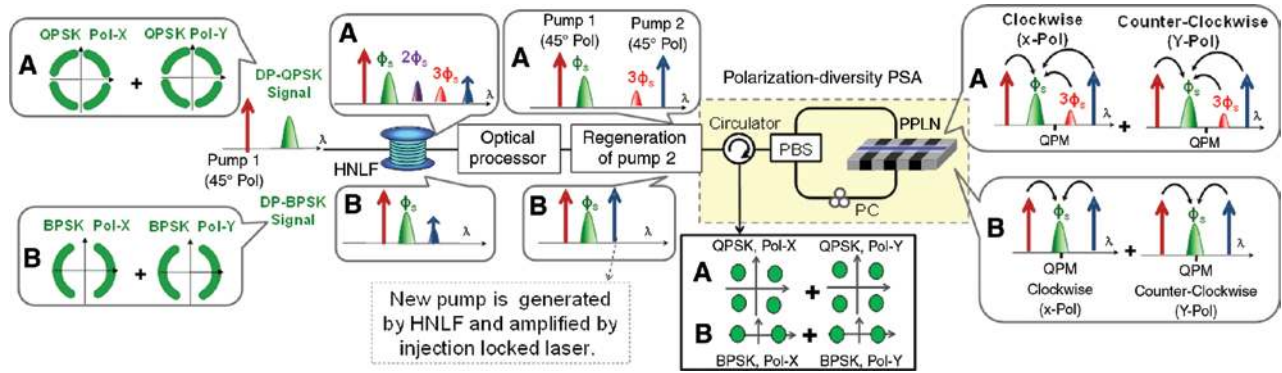 QPSK Pol-X
QPSK Pol-Y
A
+
DP-QPSK
Signal
Pump 1
(45° Pol)
λ
DP-BPSK
Signal
BPSK Pol-X
BPSK Pol-Y
B
+
A
ϕs
2ϕs
3ϕs
λ
HNLF
B
ϕs
λ
Optical
processor
Pump 1
(45° Pol)
Pump 2
(45° Pol)
A
ϕs
3ϕs
λ
Regeneration
of pump 2
B
ϕs
λ
New pump is generated
by HNLF and amplified by
injection locked laser.
Polarization-diversity PSA
Circulator
PBS
PPLN
PC
QPSK, Pol-X
QPSK, Pol-Y
A
+
B
+
BPSK, Pol-X
BPSK, Pol-Y
Clockwise
(x-Pol)
Counter-Clockwise
(Y-Pol)
A
ϕs
3ϕs
λ
QPM
+
ϕs
3ϕs
λ
QPM
B
ϕs
λ
QPM
+
ϕs
λ
QPM
Clockwise
(x-Pol)
Counter-Clockwise
(Y-Pol)